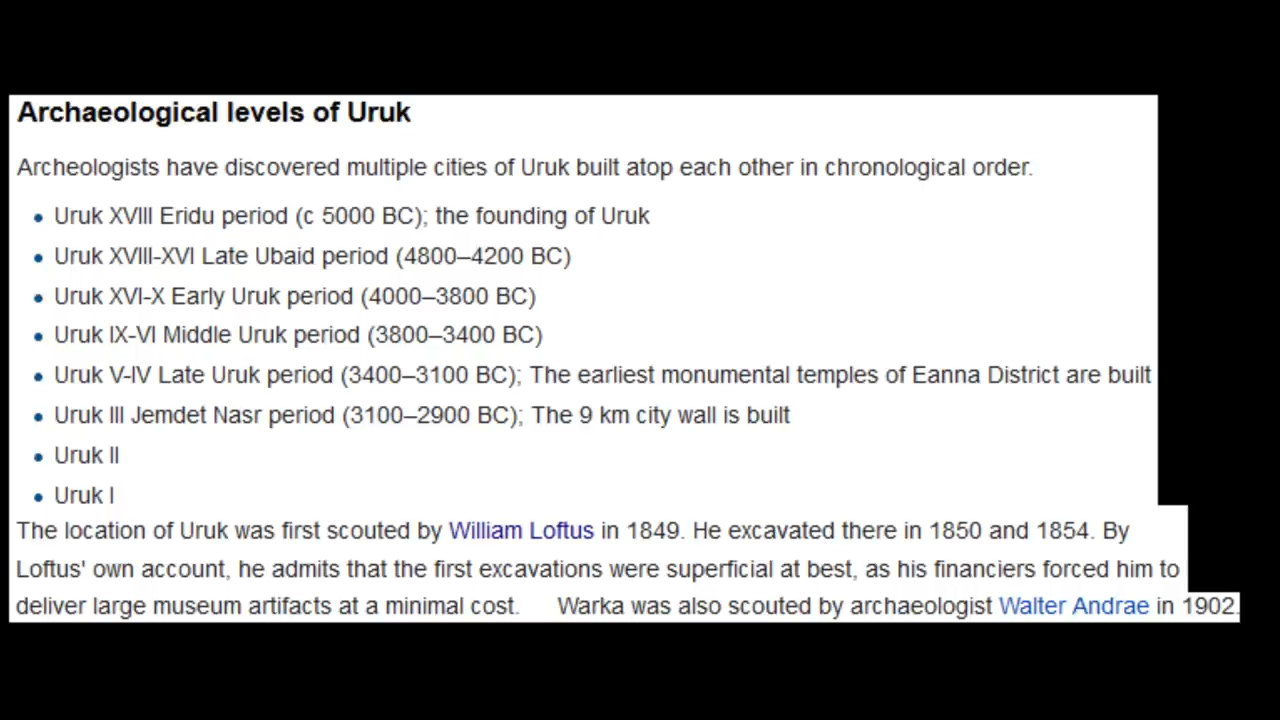 Archaeological levels of Uruk
Archeologists have discovered multiple cities of Uruk built atop each other in chronological order.
• Uruk XVIII Eridu period (c 5000 BC); the founding of Uruk
• Uruk XVIII-XVI Late Ubaid period (4800–4200 BC)
• Uruk XVI-X Early Uruk period (4000–3800 BC)
• Uruk IX-VI Middle Uruk period (3800–3400 BC)
• Uruk V-IV Late Uruk period (3400–3100 BC); The earliest monumental temples of Eanna District are built
• Uruk III Jemdet Nasr period (3100–2900 BC); The 9 km city wall is built
• Uruk II
• Uruk I
The location of Uruk was first scouted by William Loftus in 1849. He excavated there in 1850 and 1854. By
Loftus' own account, he admits that the first excavations were superficial at best, as his financiers forced him to
deliver large museum artifacts at a minimal cost. Warka was also scouted by archaeologist Walter Andrae in 1902.